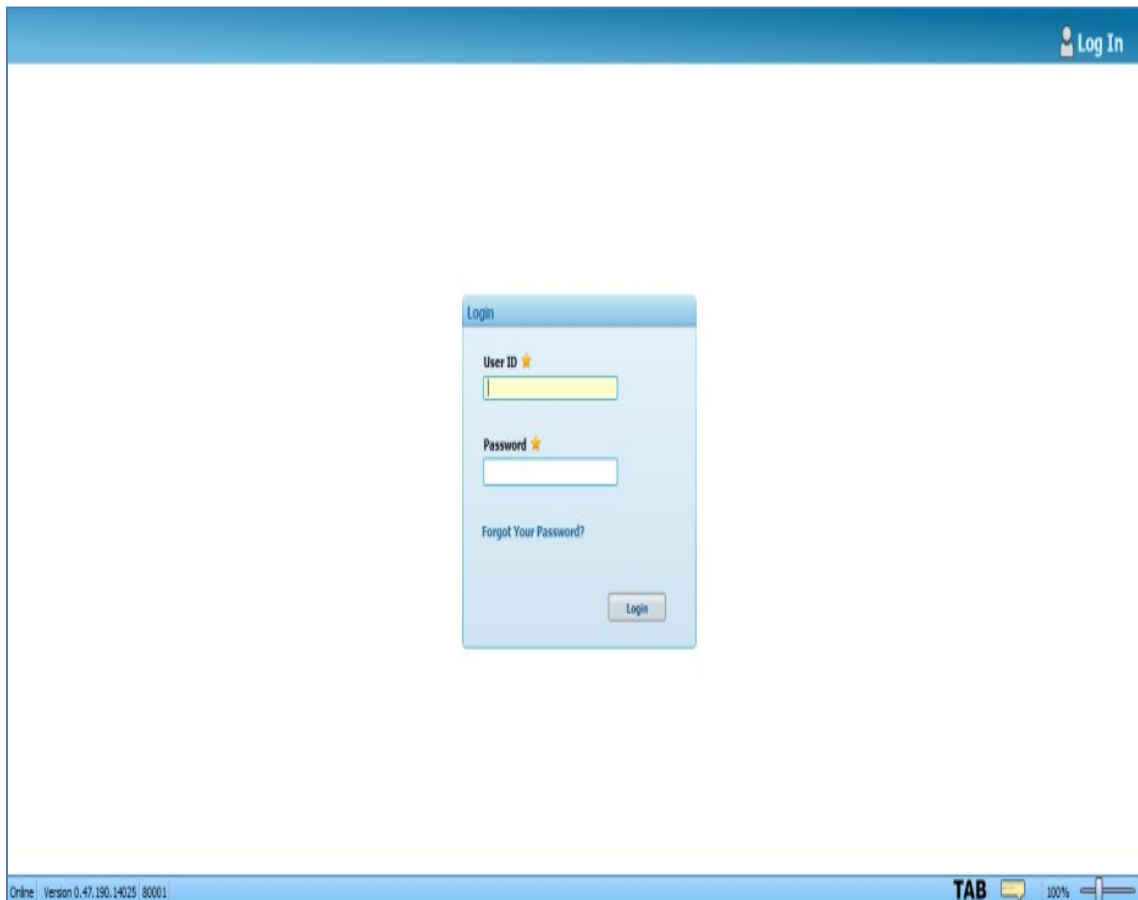 Log In
Login
User ID
Password
Forgot Your Password?
Login
Online Version 0.47.190.14025 80001 TAB 100%